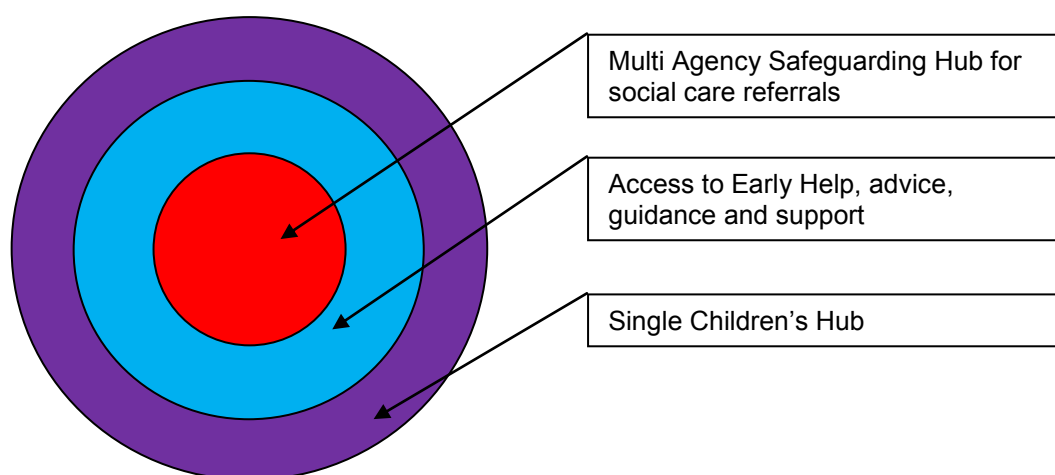 Multi Agency Safeguarding Hub for
social care referrals
Access to Early Help, advice,
guidance and support
Single Children’s Hub